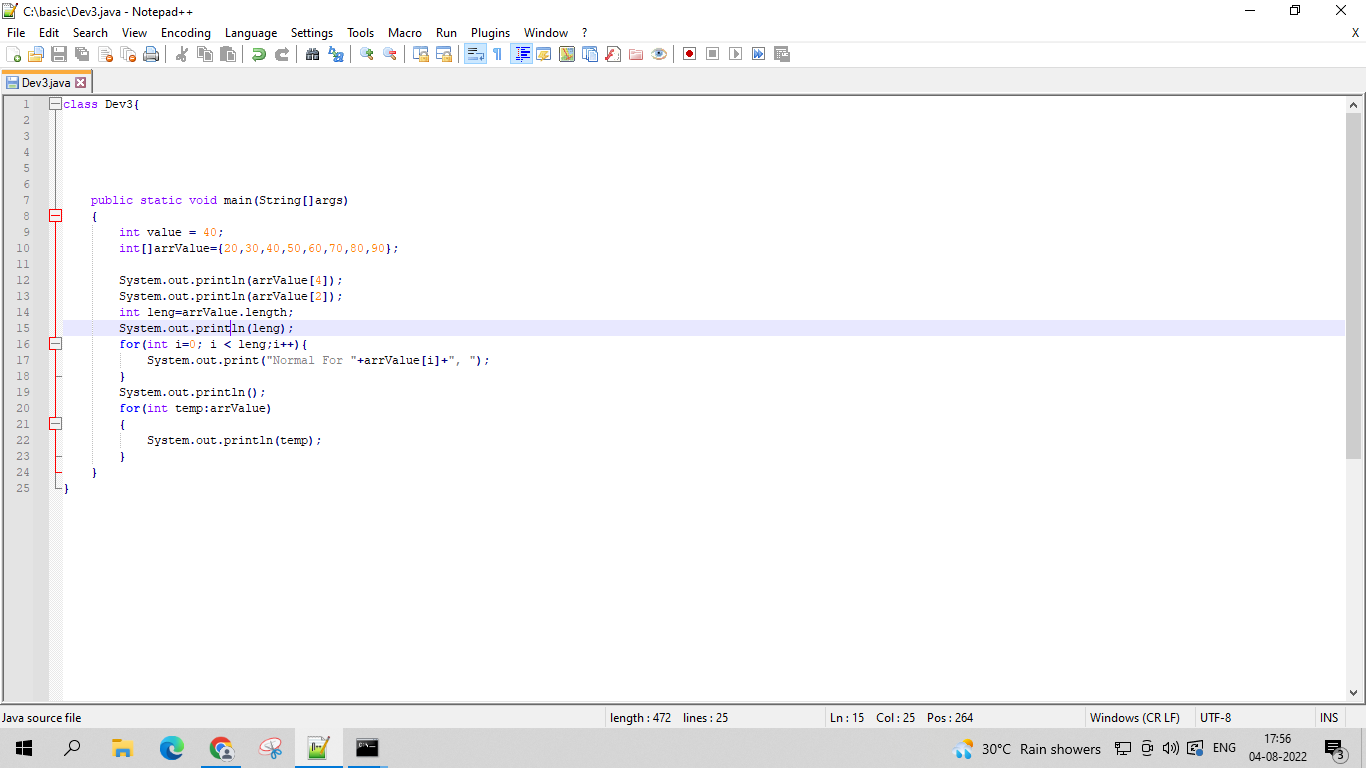 C:\basic\Dev3.java - Notepad++
File Edit Search View Encoding Language Settings Tools Macro Run Plugins Window ? X
Dev3.java
1 class Dev3{
2
3
4
5
6
7 public static void main(String[]args)
8 {
9 int value = 40;
10 int[]arrValue={20,30,40,50,60,70,80,90};
11
12 System.out.println(arrValue[4]);
13 System.out.println(arrValue[2]);
14 int leng=arrValue.length;
15 System.out.println(leng);
16 for(int i=0; i < leng;i++){
17 System.out.print("Normal For "+arrValue[i]+", ");
18 }
19 System.out.println();
20 for(int temp:arrValue)
21 {
22 System.out.println(temp);
23 }
24 }
25 }
Java source file length : 472 lines : 25 Ln : 15 Col : 25 Pos : 264 Windows (CR LF) UTF-8 INS
30°C Rain showers ENG 17:56
04-08-2022 3